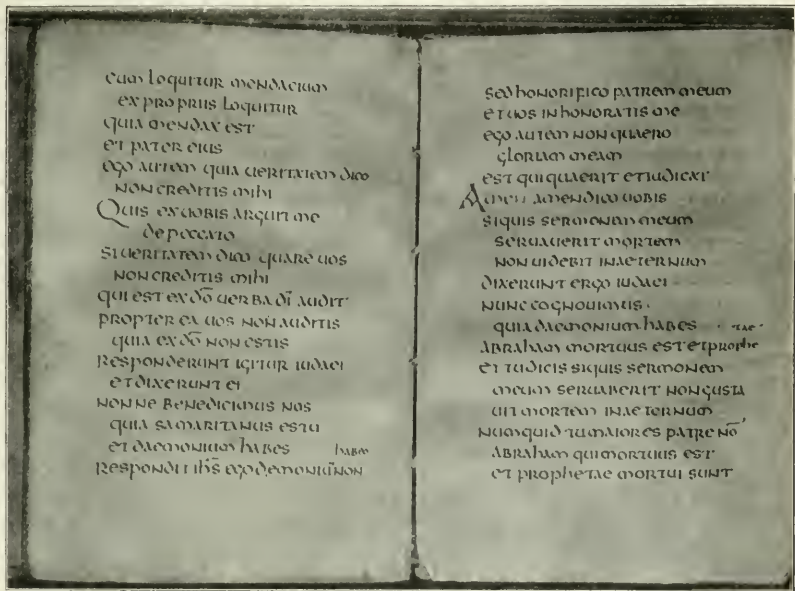 cum loquitur mendacium
ex propriis loquitur
quia mendax est
et pater eius
ego autem quia ueritatem dico
non creditis mihi
Quis ex uobis arguit me
de peccato
si ueritatem dico quare uos
non creditis mihi
qui est ex dō uerba dī audit
propter ea uos non auditis
quia ex dō non estis
responderunt igitur iudaei
et dixerunt ei
nonne benedicimus nos
quia samaritanus es tu
et daemonium habes
habeo
respondit ihs̄ ego demoniū non
sed honorifico patrem meum
et uos inhonoratis me
ego autem non quaero
gloriam meam
est qui quaerit et iudicat
Amen amen dico uobis
siquis sermonem meum
seruauerit mortem
non uidebit in aeternum
dixerunt ergo iudaei
nunc cognouimus
quia daemonium habes
tae
abraham mortuus est et prophe
et tu dicis siquis sermonem
meum seruaberit non gusta
uit mortem in aeternum
numquid tu maior es patre nō
abraham qui mortuus est
et prophetae mortui sunt